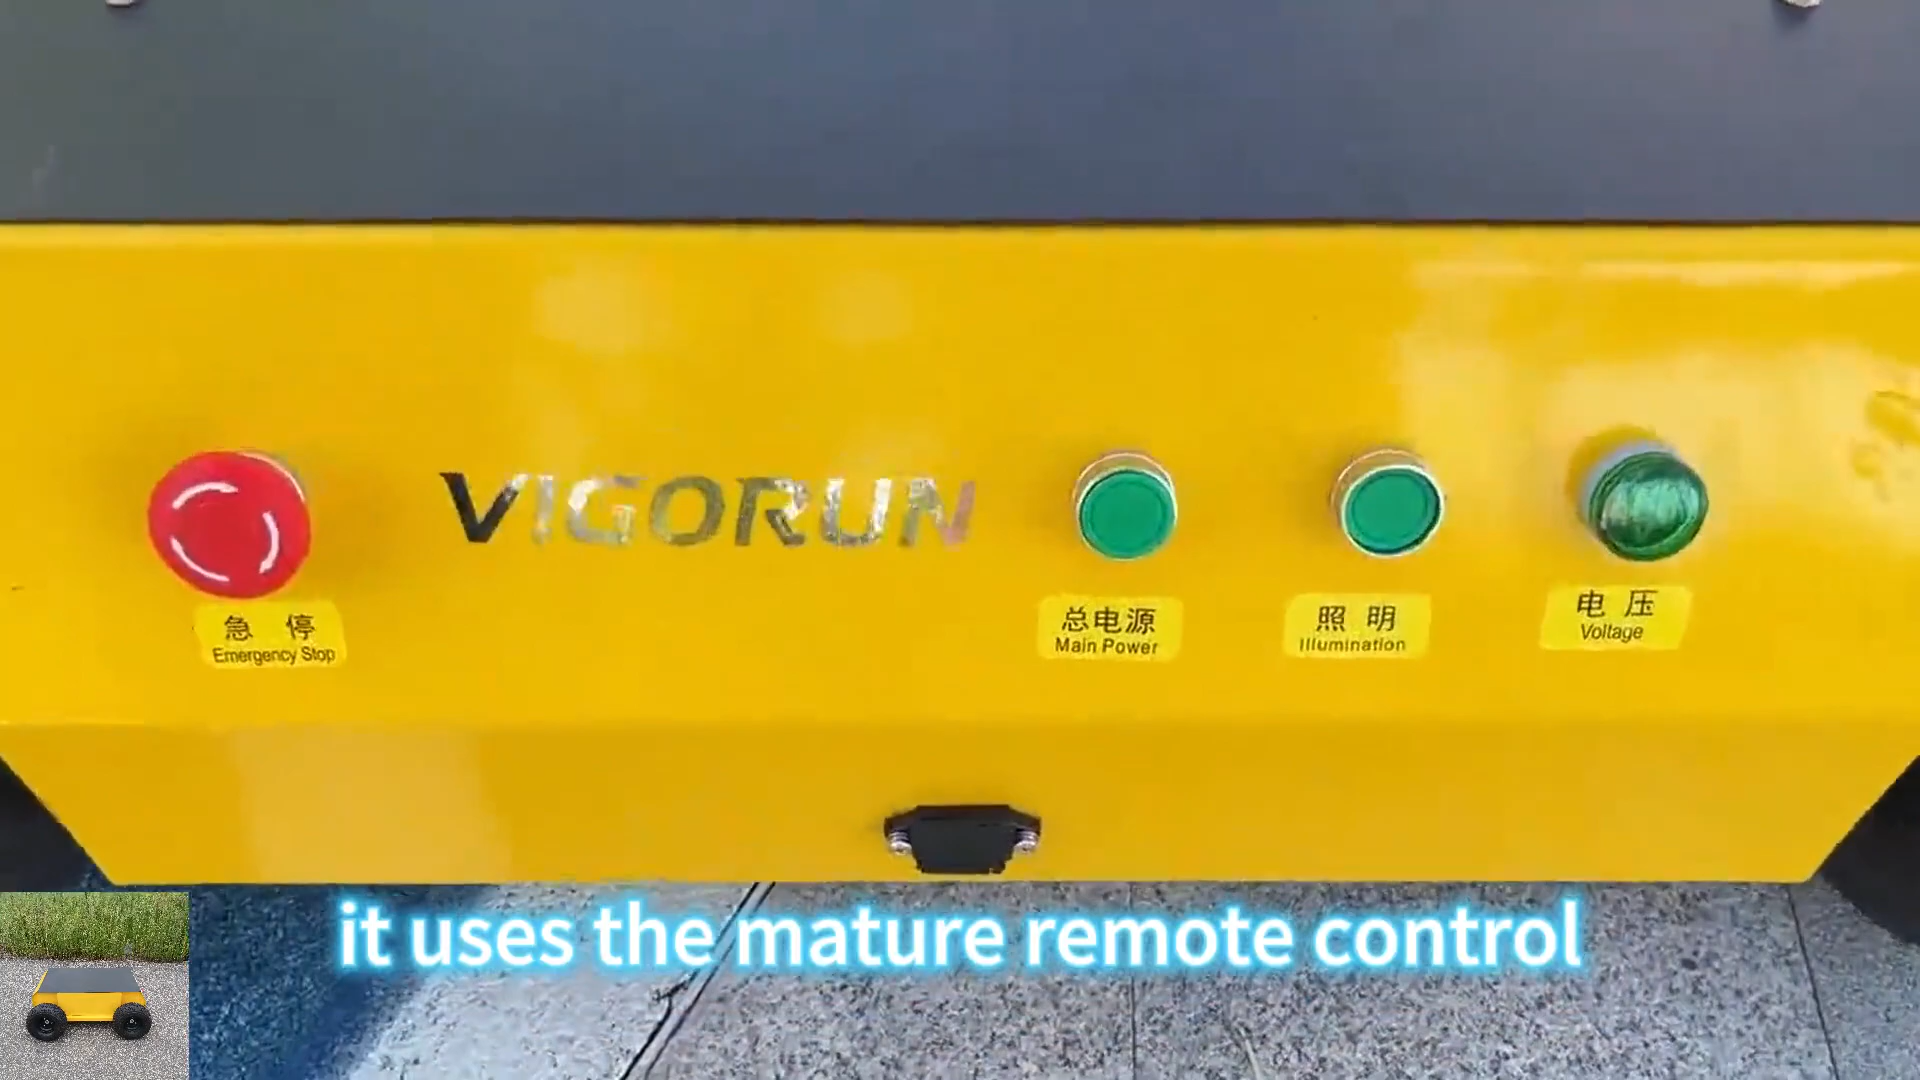 VIGORUN
急 停
Emergency Stop
总电源
Main Power
照 明
Illumination
电 压
Voltage
it uses the mature remote control